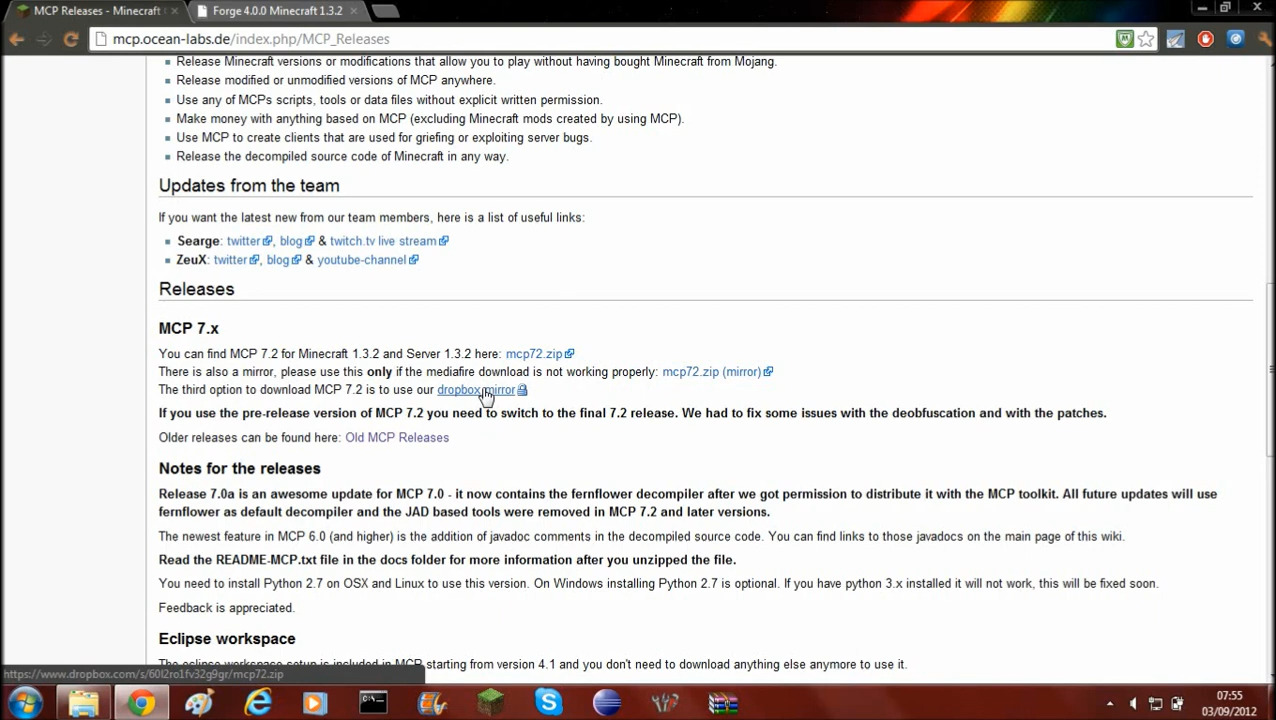 MCP Releases - Minecraft
Forge 4.0.0 Minecraft 1.3.2
mcp.ocean-labs.de/index.php/MCP_Releases
Release Minecraft versions or modifications that allow you to play without having bought Minecraft from Mojang.
Release modified or unmodified versions of MCP anywhere.
Use any of MCPs scripts, tools or data files without explicit written permission.
Make money with anything based on MCP (excluding Minecraft mods created by using MCP).
Use MCP to create clients that are used for griefing or exploiting server bugs.
Release the decompiled source code of Minecraft in any way.
Updates from the team
If you want the latest new from our team members, here is a list of useful links:
Searge: twitter, blog & twitch.tv live stream
ZeuX: twitter, blog & youtube-channel
Releases
MCP 7.x
You can find MCP 7.2 for Minecraft 1.3.2 and Server 1.3.2 here: mcp72.zip
There is also a mirror, please use this only if the mediafire download is not working properly: mcp72.zip (mirror)
The third option to download MCP 7.2 is to use our dropbox mirror
If you use the pre-release version of MCP 7.2 you need to switch to the final 7.2 release. We had to fix some issues with the deobfuscation and with the patches.
Older releases can be found here: Old MCP Releases
Notes for the releases
Release 7.0a is an awesome update for MCP 7.0 - it now contains the fernflower decompiler after we got permission to distribute it with the MCP toolkit. All future updates will use
fernflower as default decompiler and the JAD based tools were removed in MCP 7.2 and later versions.
The newest feature in MCP 6.0 (and higher) is the addition of javadoc comments in the decompiled source code. You can find links to those javadocs on the main page of this wiki.
Read the README-MCP.txt file in the docs folder for more information after you unzipped the file.
You need to install Python 2.7 on OSX and Linux to use this version. On Windows installing Python 2.7 is optional. If you have python 3.x installed it will not work, this will be fixed soon.
Feedback is appreciated.
Eclipse workspace
The eclipse workspace setup is included in MCP starting from version 4.1 and you don't need to download anything else anymore to use it.
https://www.dropbox.com/s/60l2ro1fv32g9gr/mcp72.zip
07:55
03/09/2012